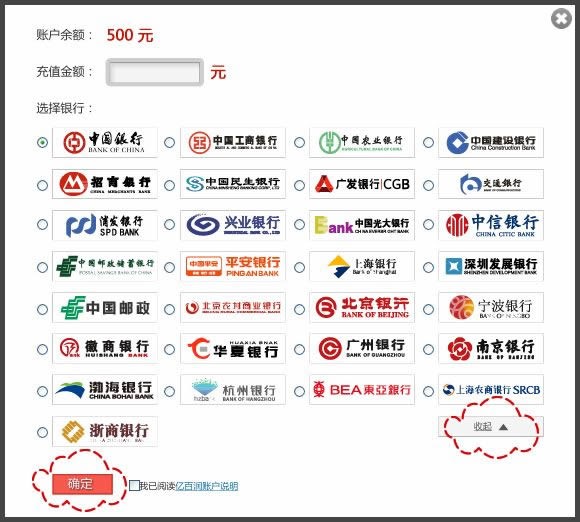 账户余额： 500 元
充值金额： 元
选择银行：
中国银行 BANK OF CHINA
中国工商银行
中国农业银行 AGRICULTURAL BANK OF CHINA
中国建设银行 China Construction Bank
招商银行 CHINA MERCHANTS BANK
中国民生银行 CHINA MINSHENG BANKING CORP.,LTD
广发银行|CGB
交通银行 BANK OF COMMUNICATIONS
浦发银行 SPD BANK
兴业银行 INDUSTRIAL BANK CO.,LTD
Bank 中国光大银行 CHINA EVERBRIGHT BANK
中信银行 CHINA CITIC BANK
中国邮政储蓄银行 POSTAL SAVINGS BANK OF CHINA
中国平安 平安银行 PINGAN BANK
上海银行 Bank of Shanghai
深圳发展银行 SHENZHEN DEVELOPMENT BANK
中国邮政
北京农村商业银行 BEIJING RURAL COMMERCIAL BANK
北京银行 BANK OF BEIJING
宁波银行 BANK OF NINGBO
徽商银行 HUISHANG BANK
HUAXIA BANK 华夏银行
广州银行 BANK OF GUANGZHOU
南京银行 BANK OF NANJING
渤海银行 CHINA BOHAI BANK
杭州银行 BANK OF HANGZHOU
BEA東亞銀行
上海农商银行 SRCB
浙商银行
收起
确定
我已阅读亿百润账户说明